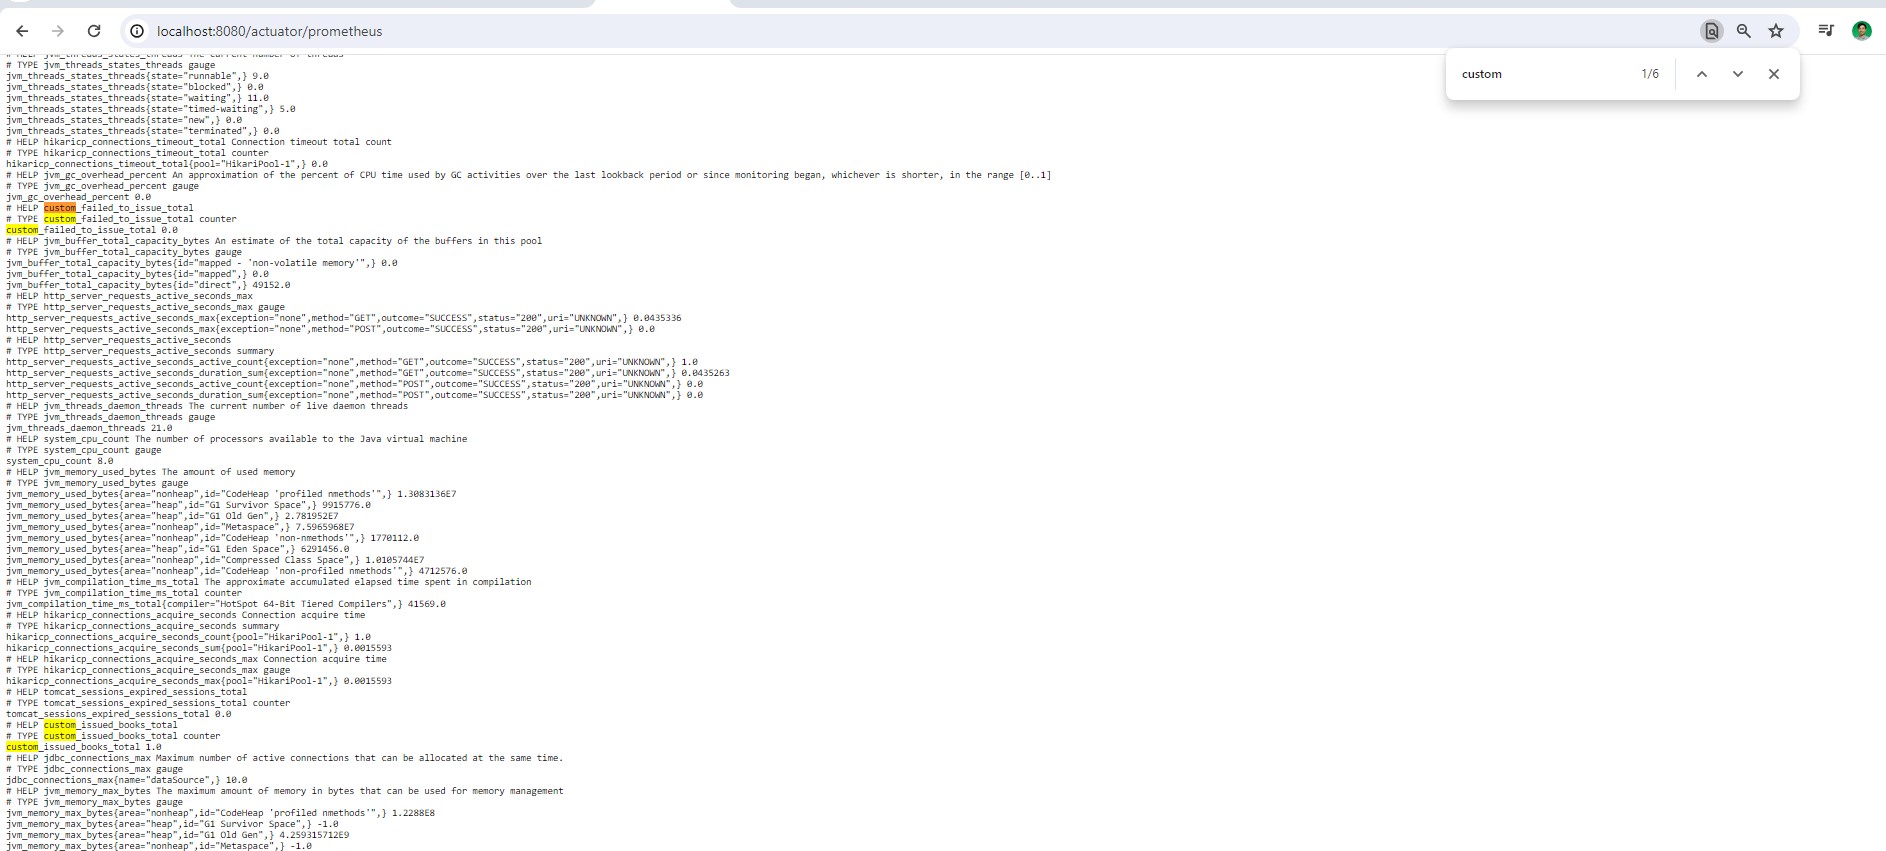 localhost:8080/actuator/prometheus
custom 1/6
# HELP jvm_threads_states_threads The current number of threads
# TYPE jvm_threads_states_threads gauge
jvm_threads_states_threads{state="runnable",} 9.0
jvm_threads_states_threads{state="blocked",} 0.0
jvm_threads_states_threads{state="waiting",} 11.0
jvm_threads_states_threads{state="timed-waiting",} 5.0
jvm_threads_states_threads{state="new",} 0.0
jvm_threads_states_threads{state="terminated",} 0.0
# HELP hikaricp_connections_timeout_total Connection timeout total count
# TYPE hikaricp_connections_timeout_total counter
hikaricp_connections_timeout_total{pool="HikariPool-1",} 0.0
# HELP jvm_gc_overhead_percent An approximation of the percent of CPU time used by GC activities over the last lookback period or since monitoring began, whichever is shorter, in the range [0..1]
# TYPE jvm_gc_overhead_percent gauge
jvm_gc_overhead_percent 0.0
# HELP custom_failed_to_issue_total
# TYPE custom_failed_to_issue_total counter
custom_failed_to_issue_total 0.0
# HELP jvm_buffer_total_capacity_bytes An estimate of the total capacity of the buffers in this pool
# TYPE jvm_buffer_total_capacity_bytes gauge
jvm_buffer_total_capacity_bytes{id="mapped - 'non-volatile memory'",} 0.0
jvm_buffer_total_capacity_bytes{id="mapped",} 0.0
jvm_buffer_total_capacity_bytes{id="direct",} 49152.0
# HELP http_server_requests_active_seconds_max
# TYPE http_server_requests_active_seconds_max gauge
http_server_requests_active_seconds_max{exception="none",method="GET",outcome="SUCCESS",status="200",uri="UNKNOWN",} 0.0435336
http_server_requests_active_seconds_max{exception="none",method="POST",outcome="SUCCESS",status="200",uri="UNKNOWN",} 0.0
# HELP http_server_requests_active_seconds
# TYPE http_server_requests_active_seconds summary
http_server_requests_active_seconds_active_count{exception="none",method="GET",outcome="SUCCESS",status="200",uri="UNKNOWN",} 1.0
http_server_requests_active_seconds_duration_sum{exception="none",method="GET",outcome="SUCCESS",status="200",uri="UNKNOWN",} 0.0435263
http_server_requests_active_seconds_active_count{exception="none",method="POST",outcome="SUCCESS",status="200",uri="UNKNOWN",} 0.0
http_server_requests_active_seconds_duration_sum{exception="none",method="POST",outcome="SUCCESS",status="200",uri="UNKNOWN",} 0.0
# HELP jvm_threads_daemon_threads The current number of live daemon threads
# TYPE jvm_threads_daemon_threads gauge
jvm_threads_daemon_threads 21.0
# HELP system_cpu_count The number of processors available to the Java virtual machine
# TYPE system_cpu_count gauge
system_cpu_count 8.0
# HELP jvm_memory_used_bytes The amount of used memory
# TYPE jvm_memory_used_bytes gauge
jvm_memory_used_bytes{area="nonheap",id="CodeHeap 'profiled nmethods'",} 1.3083136E7
jvm_memory_used_bytes{area="heap",id="G1 Survivor Space",} 9915776.0
jvm_memory_used_bytes{area="heap",id="G1 Old Gen",} 2.781952E7
jvm_memory_used_bytes{area="nonheap",id="Metaspace",} 7.5965968E7
jvm_memory_used_bytes{area="nonheap",id="CodeHeap 'non-nmethods'",} 1770112.0
jvm_memory_used_bytes{area="heap",id="G1 Eden Space",} 6291456.0
jvm_memory_used_bytes{area="nonheap",id="Compressed Class Space",} 1.0105744E7
jvm_memory_used_bytes{area="nonheap",id="CodeHeap 'non-profiled nmethods'",} 4712576.0
# HELP jvm_compilation_time_ms_total The approximate accumulated elapsed time spent in compilation
# TYPE jvm_compilation_time_ms_total counter
jvm_compilation_time_ms_total{compiler="HotSpot 64-Bit Tiered Compilers",} 41569.0
# HELP hikaricp_connections_acquire_seconds Connection acquire time
# TYPE hikaricp_connections_acquire_seconds summary
hikaricp_connections_acquire_seconds_count{pool="HikariPool-1",} 1.0
hikaricp_connections_acquire_seconds_sum{pool="HikariPool-1",} 0.0015593
# HELP hikaricp_connections_acquire_seconds_max Connection acquire time
# TYPE hikaricp_connections_acquire_seconds_max gauge
hikaricp_connections_acquire_seconds_max{pool="HikariPool-1",} 0.0015593
# HELP tomcat_sessions_expired_sessions_total
# TYPE tomcat_sessions_expired_sessions_total counter
tomcat_sessions_expired_sessions_total 0.0
# HELP custom_issued_books_total
# TYPE custom_issued_books_total counter
custom_issued_books_total 1.0
# HELP jdbc_connections_max Maximum number of active connections that can be allocated at the same time.
# TYPE jdbc_connections_max gauge
jdbc_connections_max{name="dataSource",} 10.0
# HELP jvm_memory_max_bytes The maximum amount of memory in bytes that can be used for memory management
# TYPE jvm_memory_max_bytes gauge
jvm_memory_max_bytes{area="nonheap",id="CodeHeap 'profiled nmethods'",} 1.2288E8
jvm_memory_max_bytes{area="heap",id="G1 Survivor Space",} -1.0
jvm_memory_max_bytes{area="heap",id="G1 Old Gen",} 4.259315712E9
jvm_memory_max_bytes{area="nonheap",id="Metaspace",} -1.0